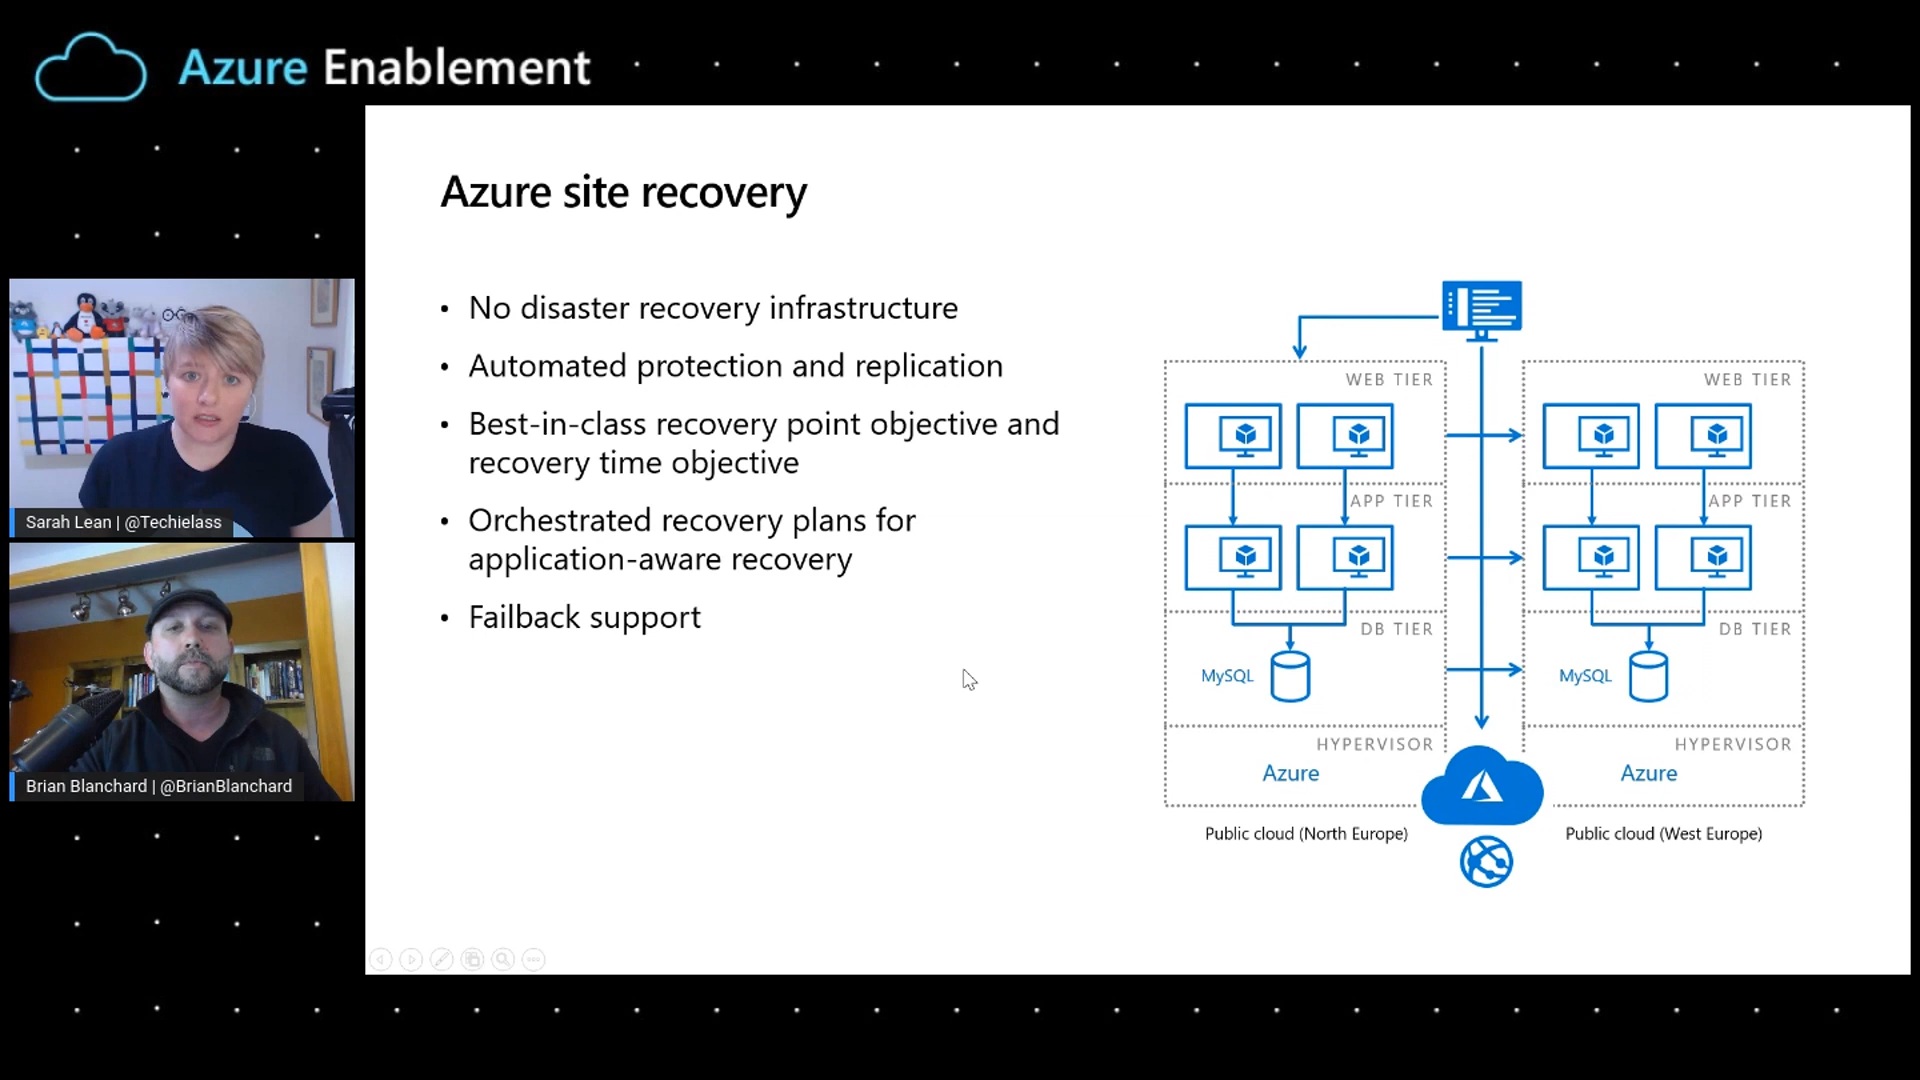 Azure Enablement
Azure site recovery
• No disaster recovery infrastructure
• Automated protection and replication
• Best-in-class recovery point objective and
recovery time objective
• Orchestrated recovery plans for
application-aware recovery
• Failback support
Sarah Lean | @Techielass
Brian Blanchard | @BrianBlanchard
WEB TIER
WEB TIER
APP TIER
APP TIER
DB TIER
DB TIER
MySQL
MySQL
HYPERVISOR
HYPERVISOR
Azure
Azure
Public cloud (North Europe)
Public cloud (West Europe)